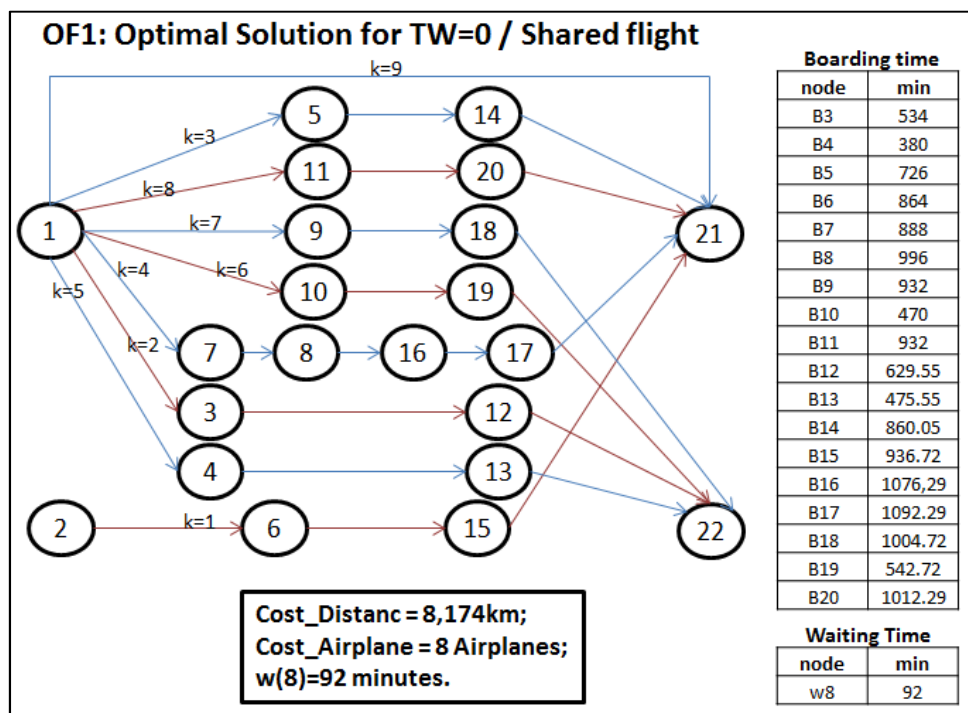 OF1: Optimal Solution for TW=0 / Shared flight
k=9
5
14
k=3
11
20
k=8
1
k=7
9
18
21
k=4
k=6
k=5
10
19
k=2
7
8
16
17
3
12
4
13
2
k=1
6
15
22
Cost_Distanc = 8,174km;
Cost_Airplane = 8 Airplanes;
w(8)=92 minutes.
Boarding time
node min
B3 534
B4 380
B5 726
B6 864
B7 888
B8 996
B9 932
B10 470
B11 932
B12 629.55
B13 475.55
B14 860.05
B15 936.72
B16 1076,29
B17 1092.29
B18 1004.72
B19 542.72
B20 1012.29
Waiting Time
node min
w8 92